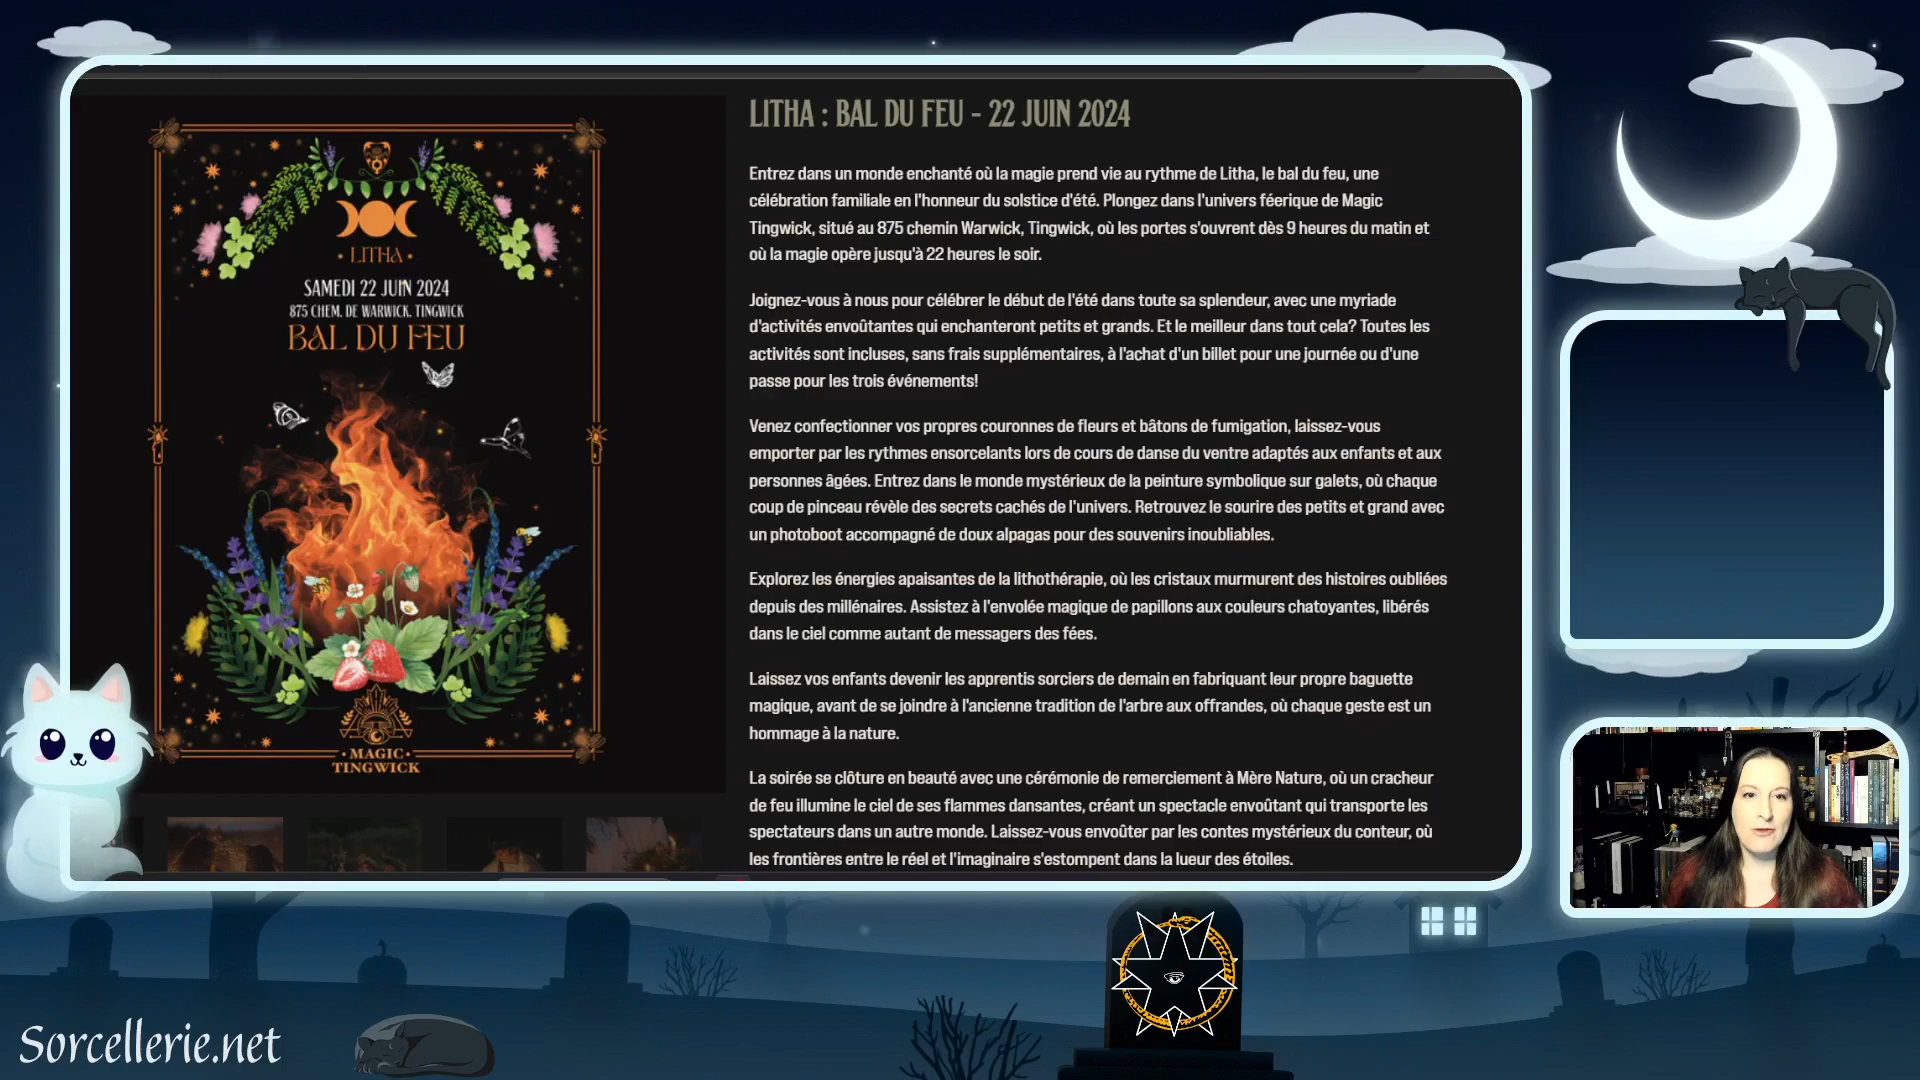 LITHA : BAL DU FEU - 22 JUIN 2024
Entrez dans un monde enchanté où la magie prend vie au rythme de Litha, le bal du feu, une
célébration familiale en l'honneur du solstice d'été. Plongez dans l'univers féerique de Magic
Tingwick, situé au 875 chemin Warwick, Tingwick, où les portes s'ouvrent dès 9 heures du matin et
où la magie opère jusqu'à 22 heures le soir.
Joignez-vous à nous pour célébrer le début de l'été dans toute sa splendeur, avec une myriade
d'activités envoûtantes qui enchanteront petits et grands. Et le meilleur dans tout cela? Toutes les
activités sont incluses, sans frais supplémentaires, à l'achat d'un billet pour une journée ou d'une
passe pour les trois événements!
Venez confectionner vos propres couronnes de fleurs et bâtons de fumigation, laissez-vous
emporter par les rythmes ensorcelants lors de cours de danse du ventre adaptés aux enfants et aux
personnes âgées. Entrez dans le monde mystérieux de la peinture symbolique sur galets, où chaque
coup de pinceau révèle des secrets cachés de l'univers. Retrouvez le sourire des petits et grand avec
un photoboot accompagné de doux alpagas pour des souvenirs inoubliables.
Explorez les énergies apaisantes de la lithothérapie, où les cristaux murmurent des histoires oubliées
depuis des millénaires. Assistez à l'envolée magique de papillons aux couleurs chatoyantes, libérés
dans le ciel comme autant de messagers des fées.
Laissez vos enfants devenir les apprentis sorciers de demain en fabriquant leur propre baguette
magique, avant de se joindre à l'ancienne tradition de l'arbre aux offrandes, où chaque geste est un
hommage à la nature.
La soirée se clôture en beauté avec une cérémonie de remerciement à Mère Nature, où un cracheur
de feu illumine le ciel de ses flammes dansantes, créant un spectacle envoûtant qui transporte les
spectateurs dans un autre monde. Laissez-vous envoûter par les contes mystérieux du conteur, où
les frontières entre le réel et l'imaginaire s'estompent dans la lueur des étoiles.
• LITHA •
SAMEDI 22 JUIN 2024
875 CHEM. DE WARWICK, TINGWICK
BAL DU FEU
• MAGIC •
TINGWICK
Sorcellerie.net